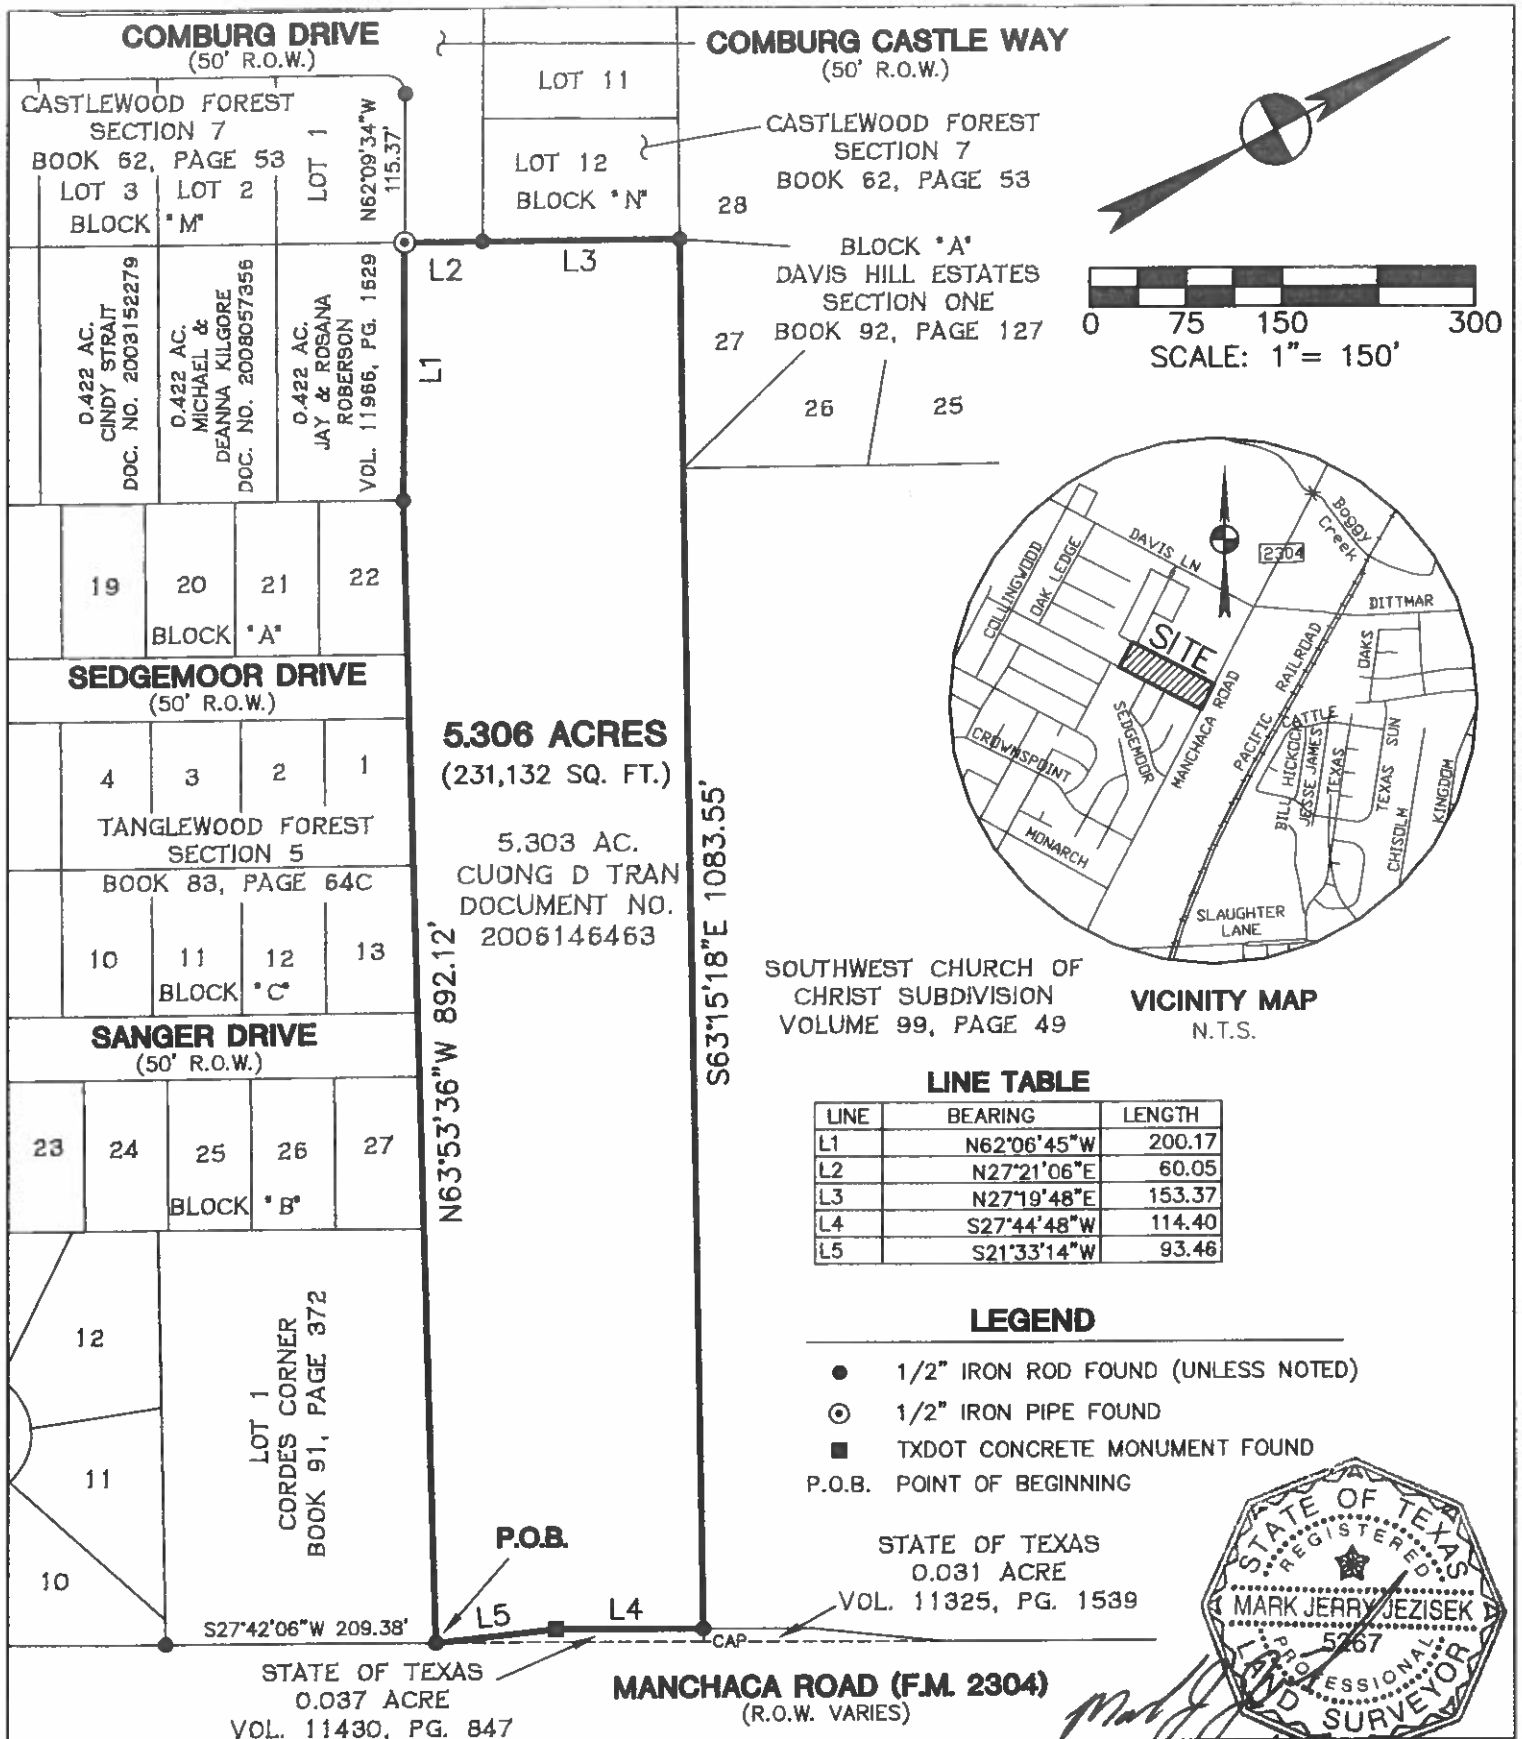 COMBURG DRIVE
(50' R.O.W.)
COMBURG CASTLE WAY
(50' R.O.W.)
CASTLEWOOD FOREST
SECTION 7
BOOK 62, PAGE 53
LOT 3
LOT 2
BLOCK "M"
LOT 1
N62°09'34"W
115.37'
LOT 11
LOT 12
BLOCK "N"
CASTLEWOOD FOREST
SECTION 7
BOOK 62, PAGE 53
28
BLOCK "A"
DAVIS HILL ESTATES
SECTION ONE
BOOK 92, PAGE 127
27
26
25
0 75 150 300
SCALE: 1"= 150'
L2
L3
L1
0.422 AC.
CINDY STRAIT
DOC. NO. 2003152279
0.422 AC.
MICHAEL &
DEANNA KILGORE
DOC. NO. 2008057356
0.422 AC.
JAY & ROSANA
ROBERSON
VOL. 11966, PG. 1629
19
20
21
22
BLOCK "A"
SEDGEMOOR DRIVE
(50' R.O.W.)
4
3
2
1
TANGLEWOOD FOREST
SECTION 5
BOOK 83, PAGE 64C
10
11
12
13
BLOCK "C"
SANGER DRIVE
(50' R.O.W.)
23
24
25
26
27
BLOCK "B"
5.306 ACRES
(231,132 SQ. FT.)
5.303 AC.
CUONG D TRAN
DOCUMENT NO.
2006146463
N63°53'36"W 892.12'
S63°15'18"E 1083.55'
12
11
10
LOT 1
CORDES CORNER
BOOK 91, PAGE 372
DAVIS LN
COLLINGWOOD
OAK LEDGE
2304
Boggy
Creek
DITTMAR
SITE
OAKS
RAILROAD
PACIFIC
MANCHACA ROAD
SEDGEMOOR
CROWNSPOINT
MONARCH
CATTLE
BILL HICKOCK
JESSE JAMES
TEXAS
TEXAS SUN
CHISOLM
KINGDOM
SLAUGHTER
LANE
SOUTHWEST CHURCH OF
CHRIST SUBDIVISION
VOLUME 99, PAGE 49
VICINITY MAP
N.T.S.
LINE TABLE
LINE BEARING LENGTH
L1 N62°06'45"W 200.17
L2 N27°21'06"E 60.05
L3 N27°19'48"E 153.37
L4 S27°44'48"W 114.40
L5 S21°33'14"W 93.46
LEGEND
1/2" IRON ROD FOUND (UNLESS NOTED)
1/2" IRON PIPE FOUND
TXDOT CONCRETE MONUMENT FOUND
P.O.B. POINT OF BEGINNING
P.O.B.
L5
L4
S27°42'06"W 209.38'
CAP
STATE OF TEXAS
0.031 ACRE
VOL. 11325, PG. 1539
STATE OF TEXAS
0.037 ACRE
VOL. 11430, PG. 847
MANCHACA ROAD (F.M. 2304)
(R.O.W. VARIES)
STATE OF TEXAS
REGISTERED
MARK JERRY JEZISEK
5267
PROFESSIONAL
LAND SURVEYOR